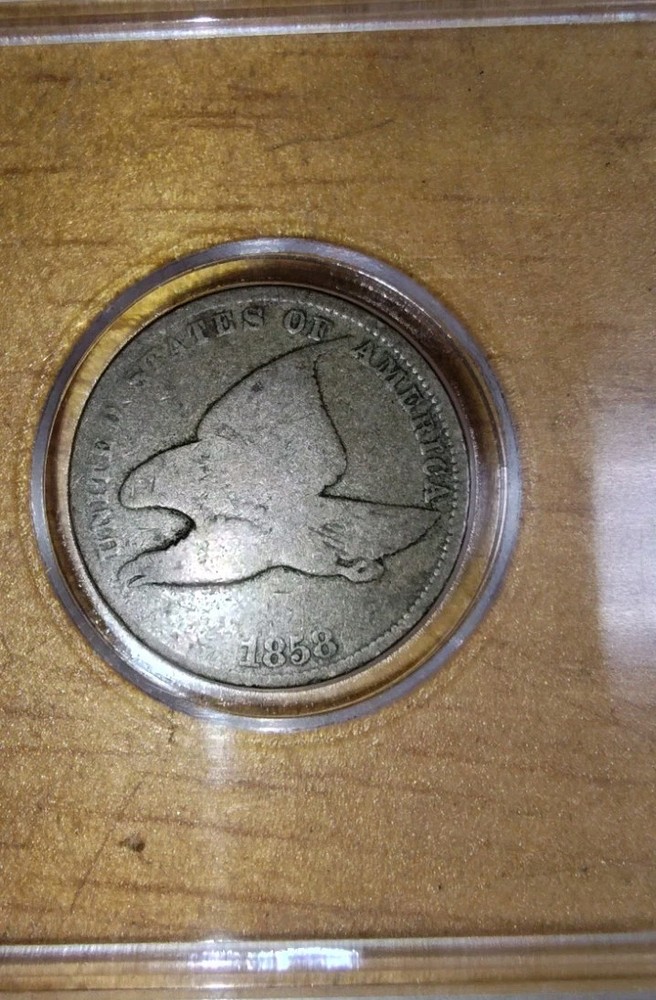 UNITED STATES OF AMERICA
1858